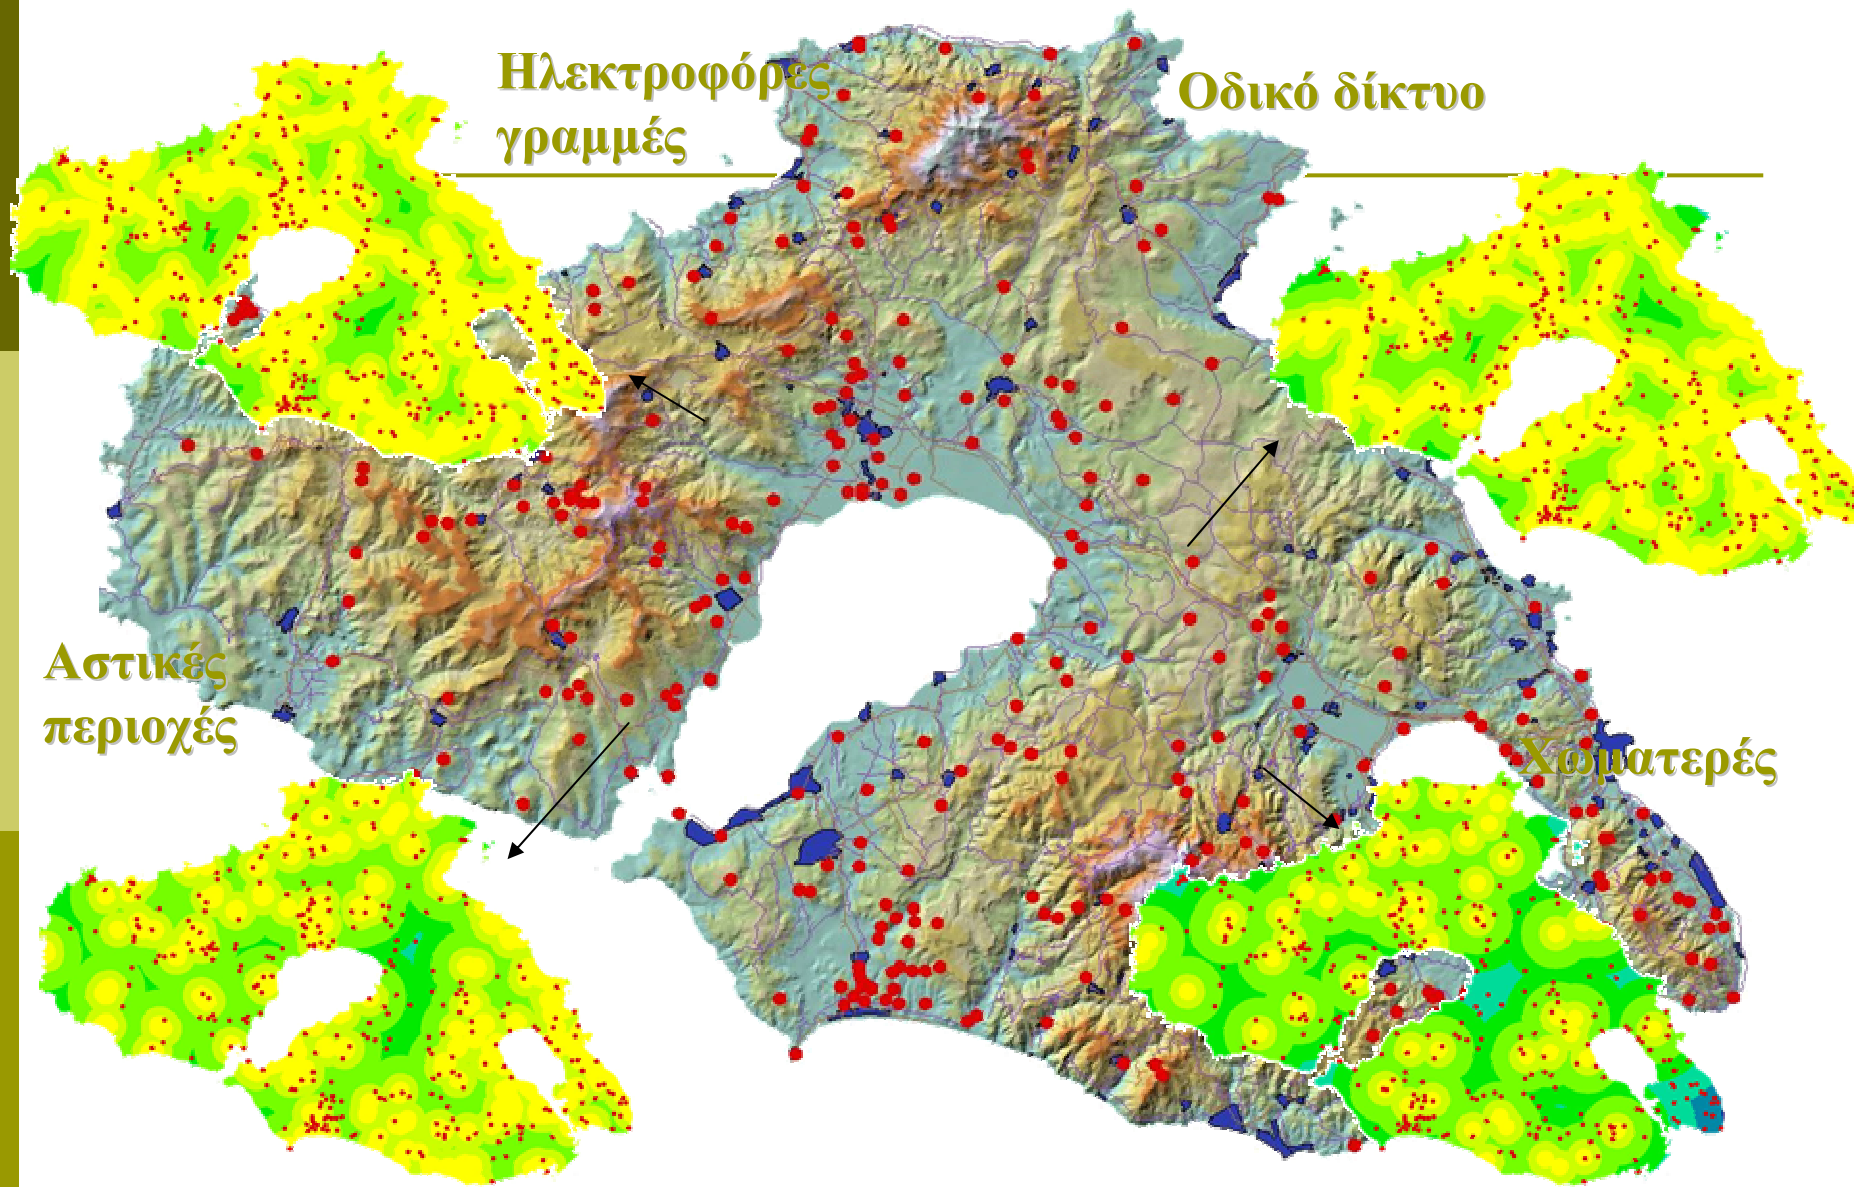 Ηλεκτροφόρες
γραμμές
Οδικό δίκτυο
Αστικές
περιοχές
Χωματερές